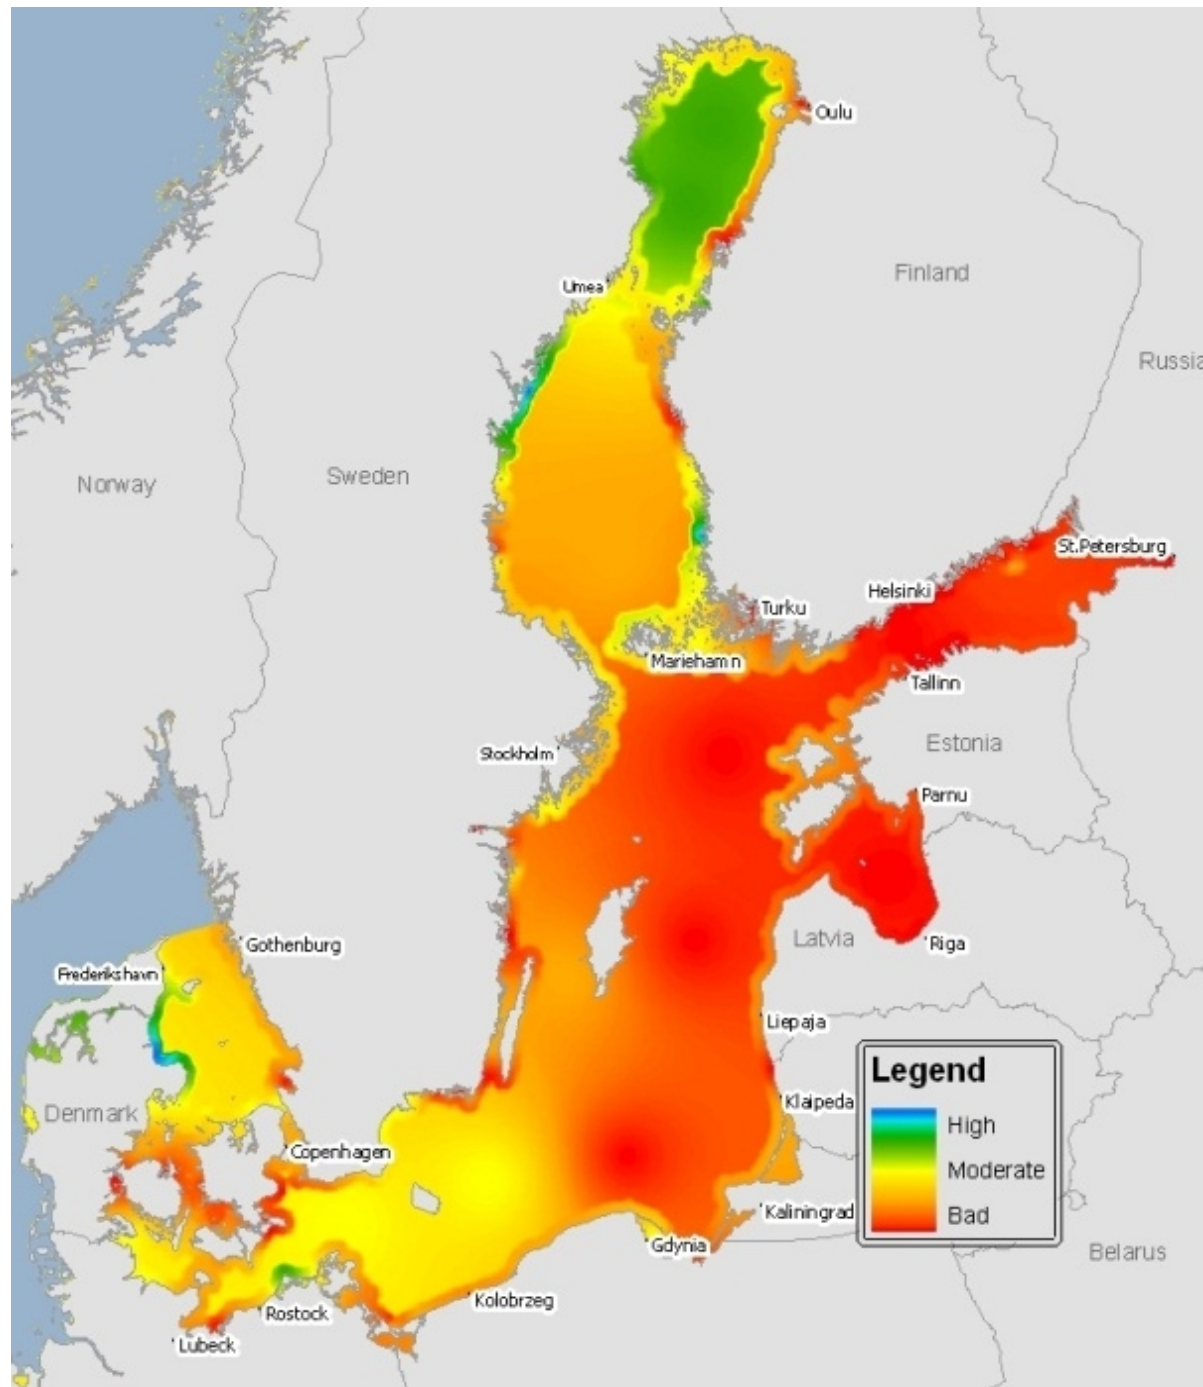 Oulu
Finland
Umea
Russia
Norway
Sweden
St.Petersburg
Helsinki
Turku
Mariehamn
Tallinn
Stockholm
Estonia
Parnu
Gothenburg
Latvia
Riga
Frederikshavn
Liepaja
Legend
High
Moderate
Bad
Klaipeda
Denmark
Copenhagen
Kaliningrad
Gdynia
Belarus
Kolobrzeg
Rostock
Lubeck